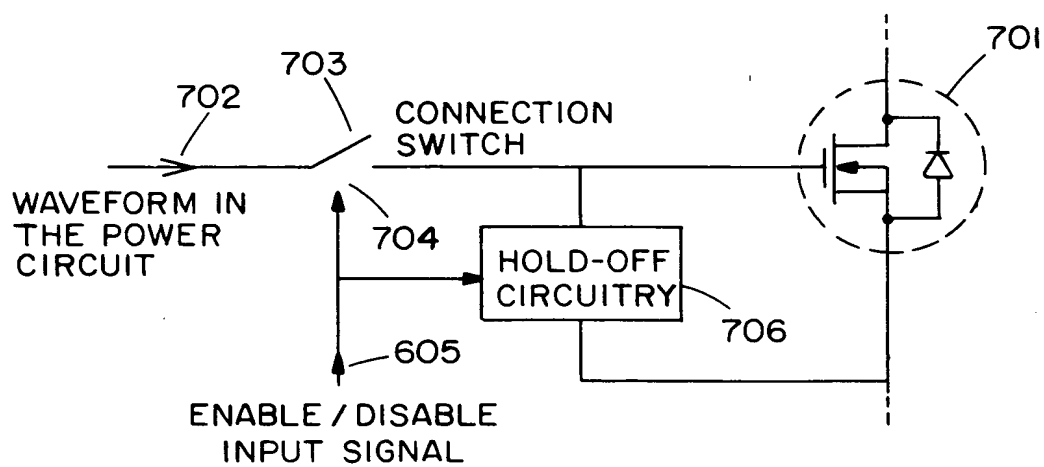 701
703
702
CONNECTION
SWITCH
WAVEFORM IN
THE POWER
CIRCUIT
704
HOLD-OFF
CIRCUITRY
706
605
ENABLE/DISABLE
INPUT SIGNAL